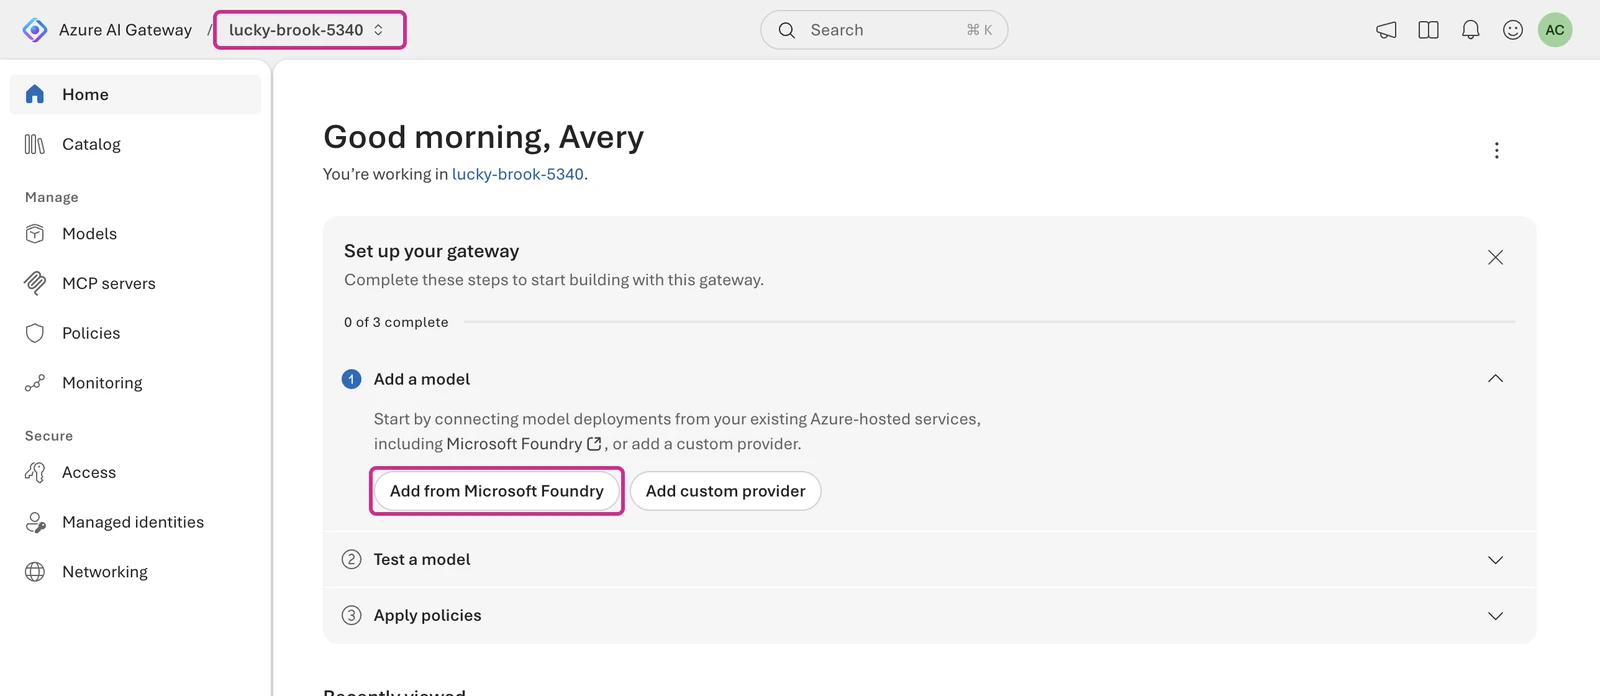 Azure AI Gateway / lucky-brook-5340
Search ⌘ K
AC
Home
Catalog
Manage
Models
MCP servers
Policies
Monitoring
Secure
Access
Managed identities
Networking
Good morning, Avery
You’re working in lucky-brook-5340.
Set up your gateway
Complete these steps to start building with this gateway.
0 of 3 complete
1 Add a model
Start by connecting model deployments from your existing Azure-hosted services,
including Microsoft Foundry, or add a custom provider.
Add from Microsoft Foundry Add custom provider
2 Test a model
3 Apply policies
Recently viewed